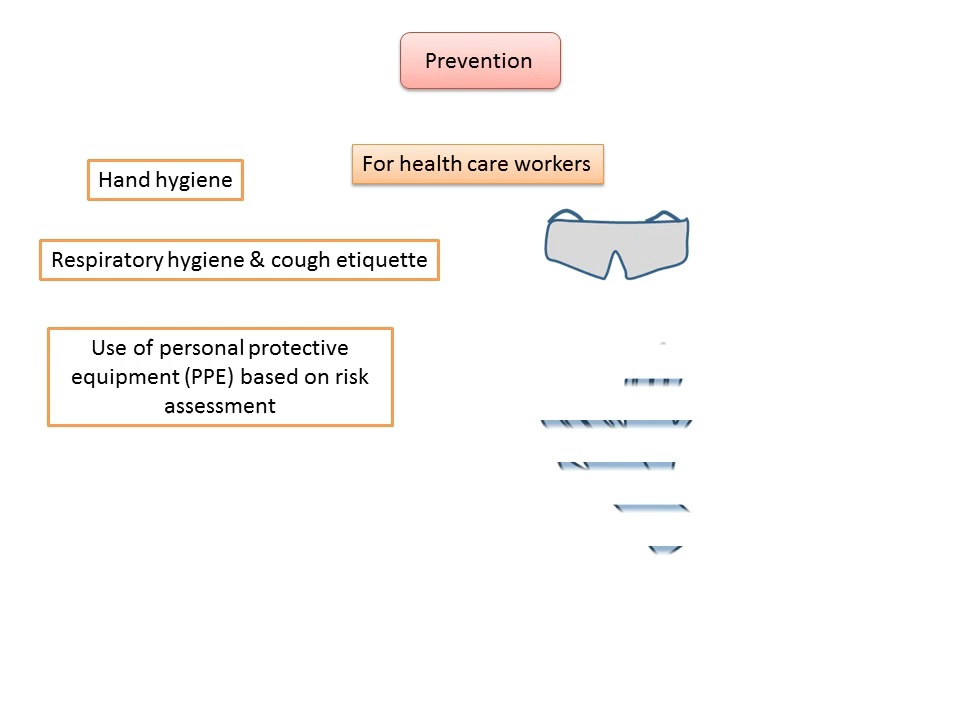 Prevention
For health care workers
Hand hygiene
Respiratory hygiene & cough etiquette
Use of personal protective
equipment (PPE) based on risk
assessment